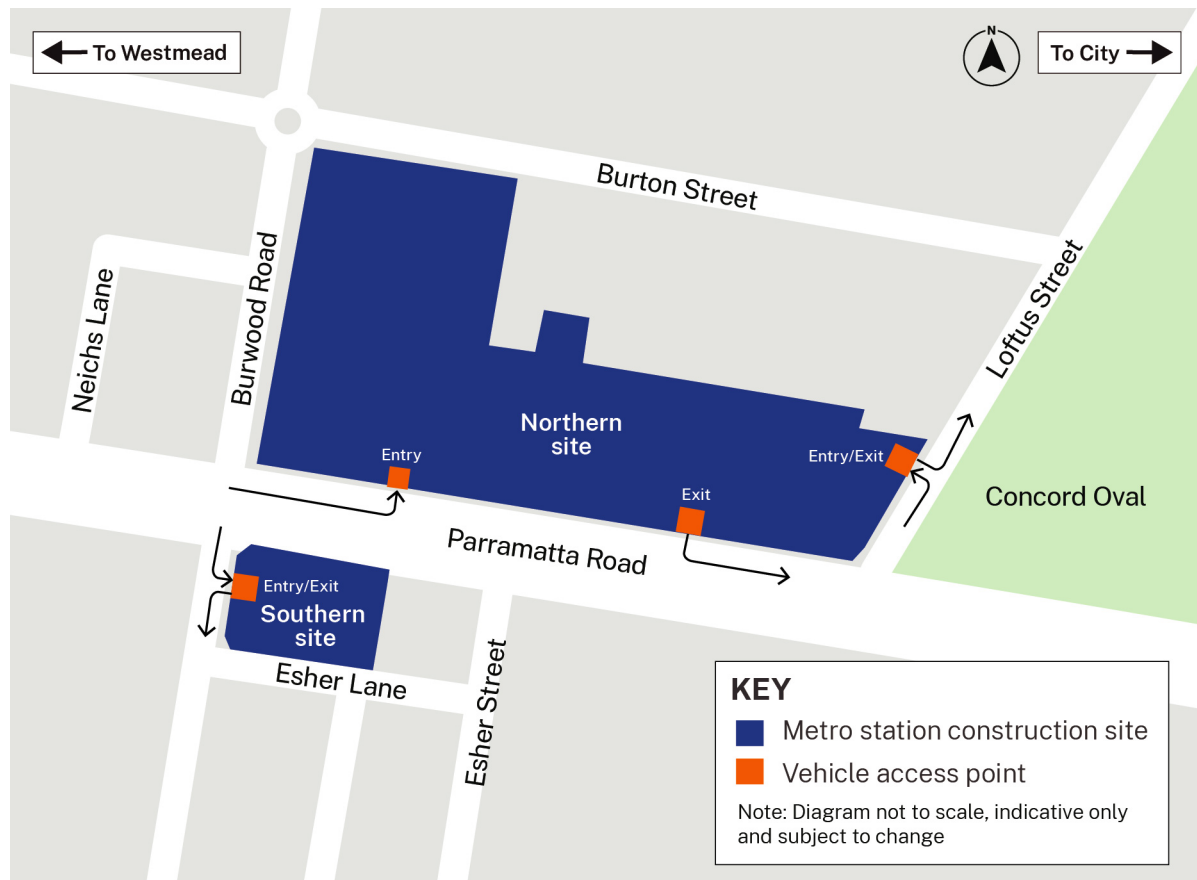 To Westmead
N
To City
Burton Street
Burwood Road
Neichs Lane
Loftus Street
Northern
site
Entry
Entry/Exit
Exit
Concord Oval
Parramatta Road
Entry/Exit
Southern
site
Esher Lane
Esher Street
KEY
Metro station construction site
Vehicle access point
Note: Diagram not to scale, indicative only
and subject to change